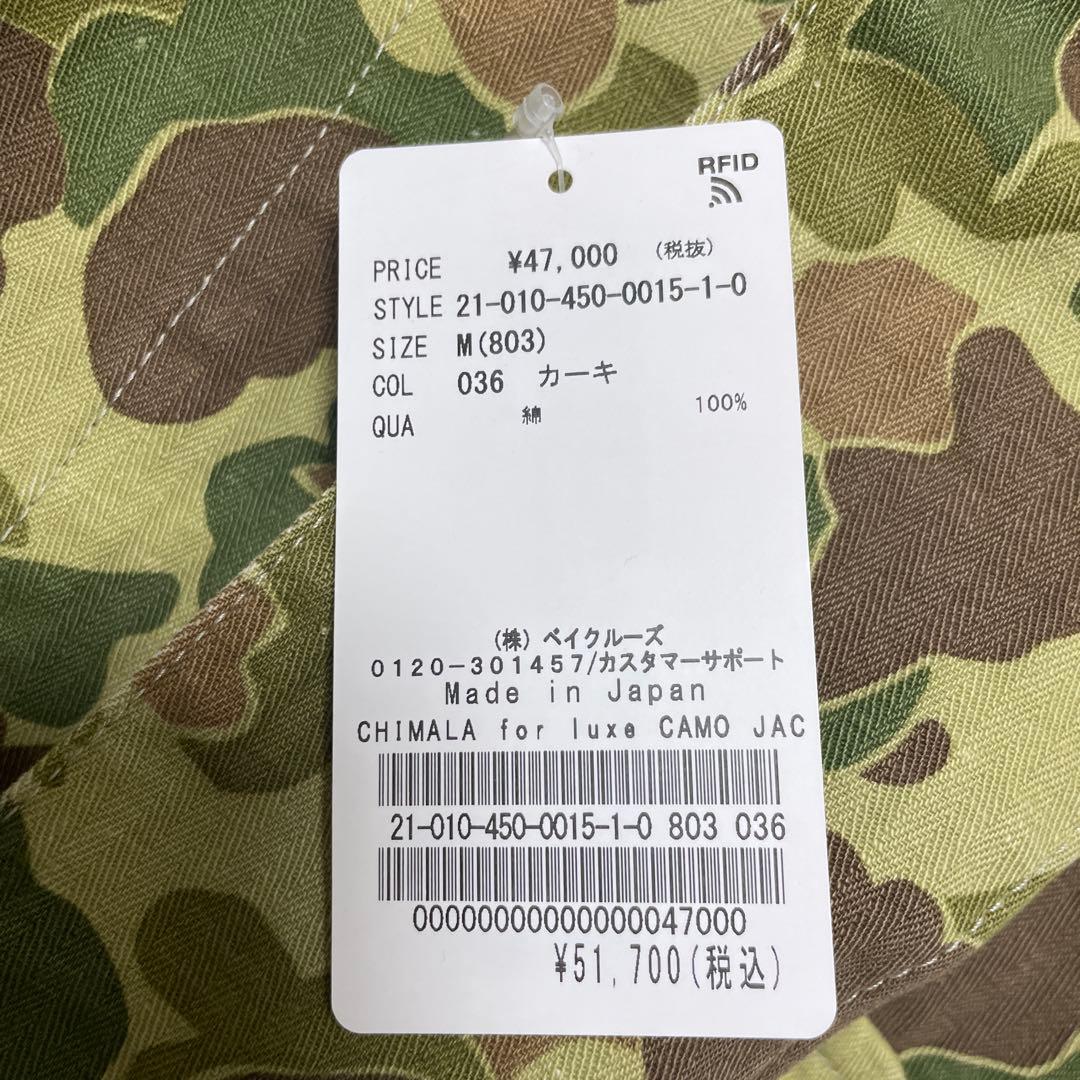 RFID
PRICE ¥47,000 (税抜)
STYLE 21-010-450-0015-1-0
SIZE M(803)
COL 036 カーキ
QUA 綿 100%
(株) ベイクルーズ
0120-301457/カスタマーサポート
Made in Japan
CHIMALA for luxe CAMO JAC
21-010-450-0015-1-0 803 036
00000000000000047000
¥51,700(税込)